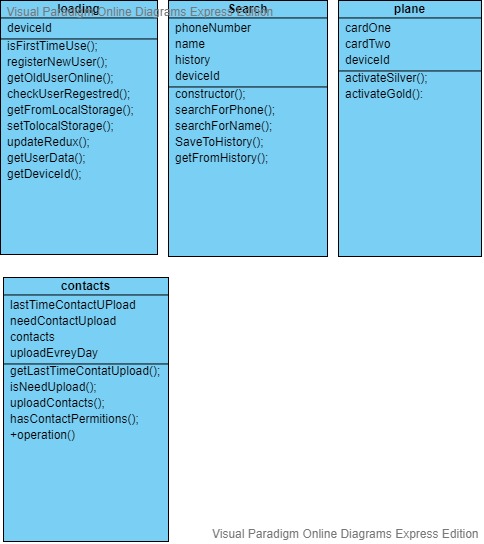 Visual Paradigm Online Diagrams Express Edition
loading
deviceId
isFirstTimeUse();
registerNewUser();
getOldUserOnline();
checkUserRegestred();
getFromLocalStorage();
setTolocalStorage();
updateRedux();
getUserData();
getDeviceId();
Search
phoneNumber
name
history
deviceId
constructor();
searchForPhone();
searchForName();
SaveToHistory();
getFromHistory();
plane
cardOne
cardTwo
deviceId
activateSilver();
activateGold():
contacts
lastTimeContactUPload
needContactUpload
contacts
uploadEvreyDay
getLastTimeContatUpload();
isNeedUpload();
uploadContacts();
hasContactPermitions();
+operation()
Visual Paradigm Online Diagrams Express Edition